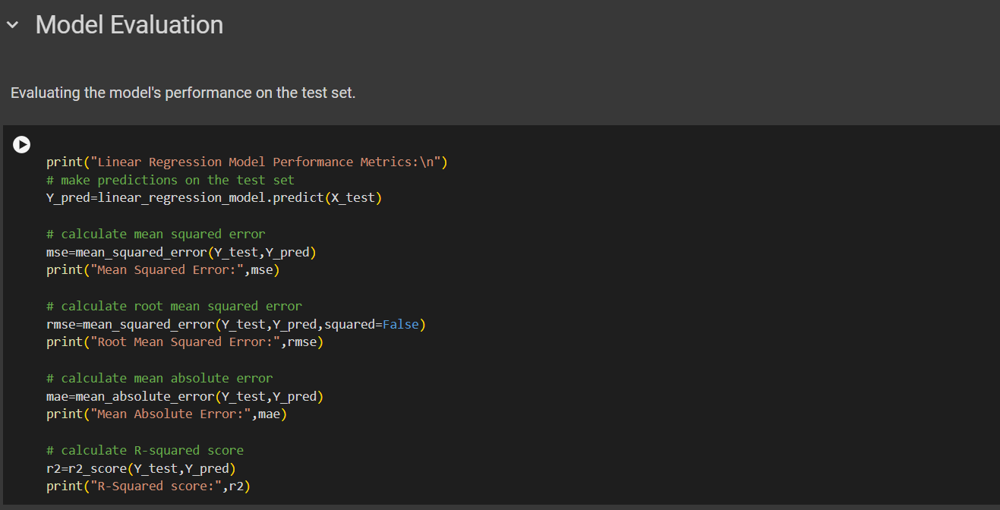 Model Evaluation
Evaluating the model's performance on the test set.
print("Linear Regression Model Performance Metrics:\n")
# make predictions on the test set
Y_pred=linear_regression_model.predict(X_test)
# calculate mean squared error
mse=mean_squared_error(Y_test,Y_pred)
print("Mean Squared Error:",mse)
# calculate root mean squared error
rmse=mean_squared_error(Y_test,Y_pred,squared=False)
print("Root Mean Squared Error:",rmse)
# calculate mean absolute error
mae=mean_absolute_error(Y_test,Y_pred)
print("Mean Absolute Error:",mae)
# calculate R-squared score
r2=r2_score(Y_test,Y_pred)
print("R-Squared score:",r2)